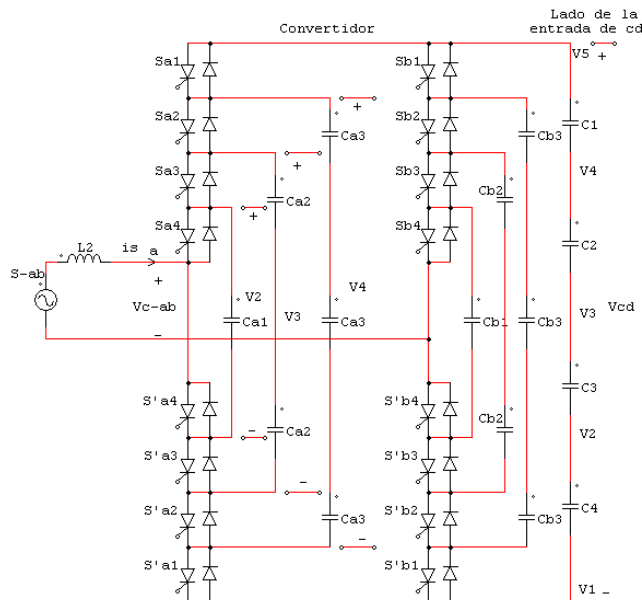 Convertidor
Lado de la
entrada de cd
V5
+
Sa1
Sb1
Sa2
+
Ca3
Sb2
Cb3
C1
Sa3
+
Ca2
Sb3
Cb2
V4
Sa4
+
Sb4
C2
S-ab
L2
is
a
+
Vc-ab
-
V2
Ca1
V3
V4
Ca3
Cb1
Cb3
V3
Vcd
C3
S'a4
-
Ca2
S'b4
Cb2
V2
S'a3
-
S'b3
C4
S'a2
Ca3
S'b2
Cb3
S'a1
-
S'b1
V1
-